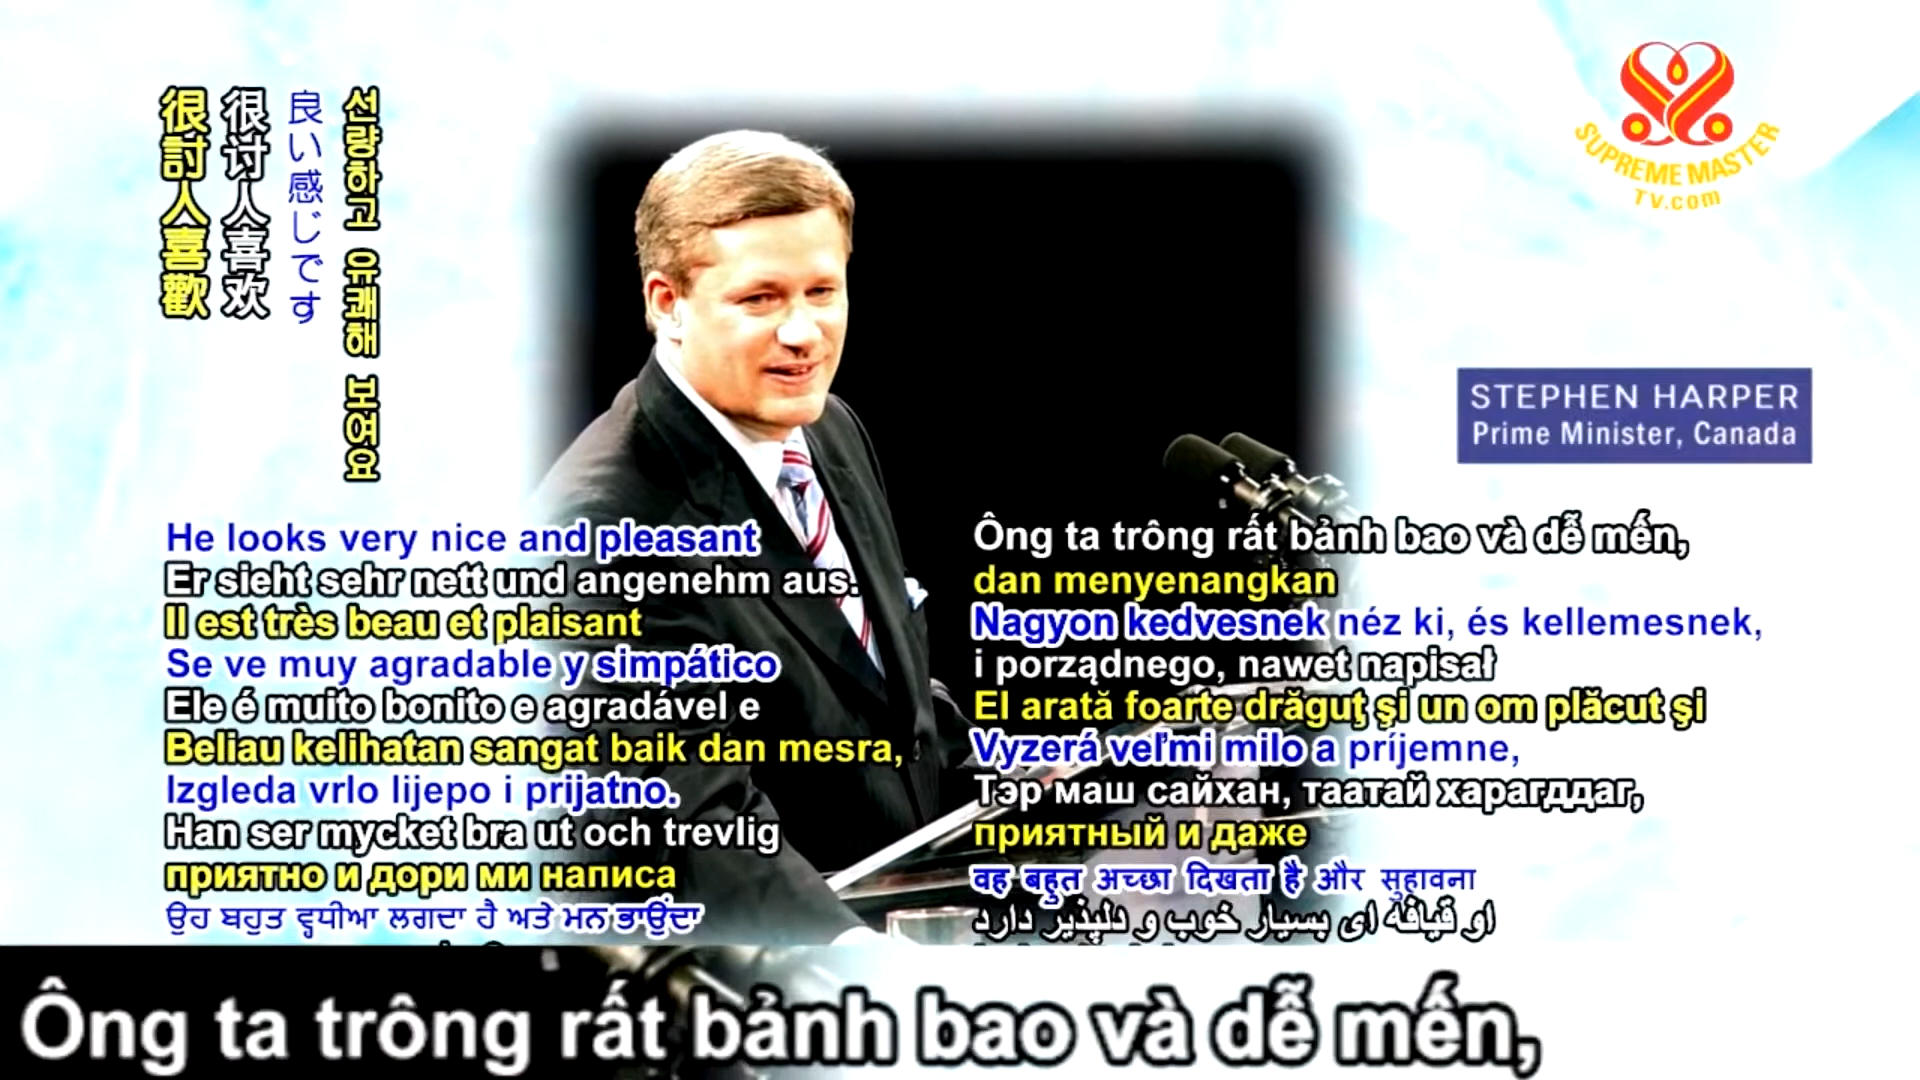 很討人喜歡
很讨人喜欢
良い感じです
선량하고 유쾌해 보여요
SUPREME MASTER
TV.com
STEPHEN HARPER
Prime Minister, Canada
He looks very nice and pleasant
Er sieht sehr nett und angenehm aus.
Il est très beau et plaisant
Se ve muy agradable y simpático
Ele é muito bonito e agradável e
Beliau kelihatan sangat baik dan mesra,
Izgleda vrlo lijepo i prijatno.
Han ser mycket bra ut och trevlig
приятно и дори ми написа
ਉਹ ਬਹੁਤ ਵ੍ਧੀਆ ਲਗਦਾ ਹੈ ਅਤੇ ਮਨ ਭਾਉਂਦਾ
Ông ta trông rất bảnh bao và dễ mến,
dan menyenangkan
Nagyon kedvesnek néz ki, és kellemesnek,
i porządnego, nawet napisał
El arată foarte drăguţ şi un om plăcut şi
Vyzerá veľmi milo a príjemne,
Тэр маш сайхан, таатай харагддаг,
приятный и даже
वह बहुत अच्छा दिखता है और सुहावना
او قیافه ای بسیار خوب و دلپذیر دارد
Ông ta trông rất bảnh bao và dễ mến,